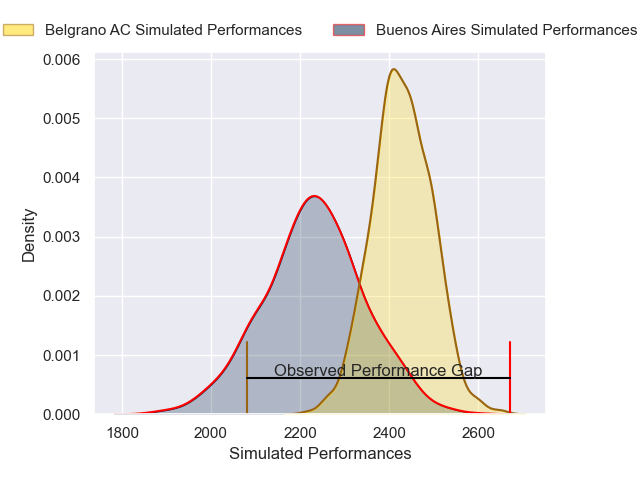 Belgrano AC Simulated Performances
Buenos Aires Simulated Performances
0.006
0.005
0.004
0.003
0.002
0.001
0.000
Density
Observed Performance Gap
1800 2000 2200 2400 2600
Simulated Performances